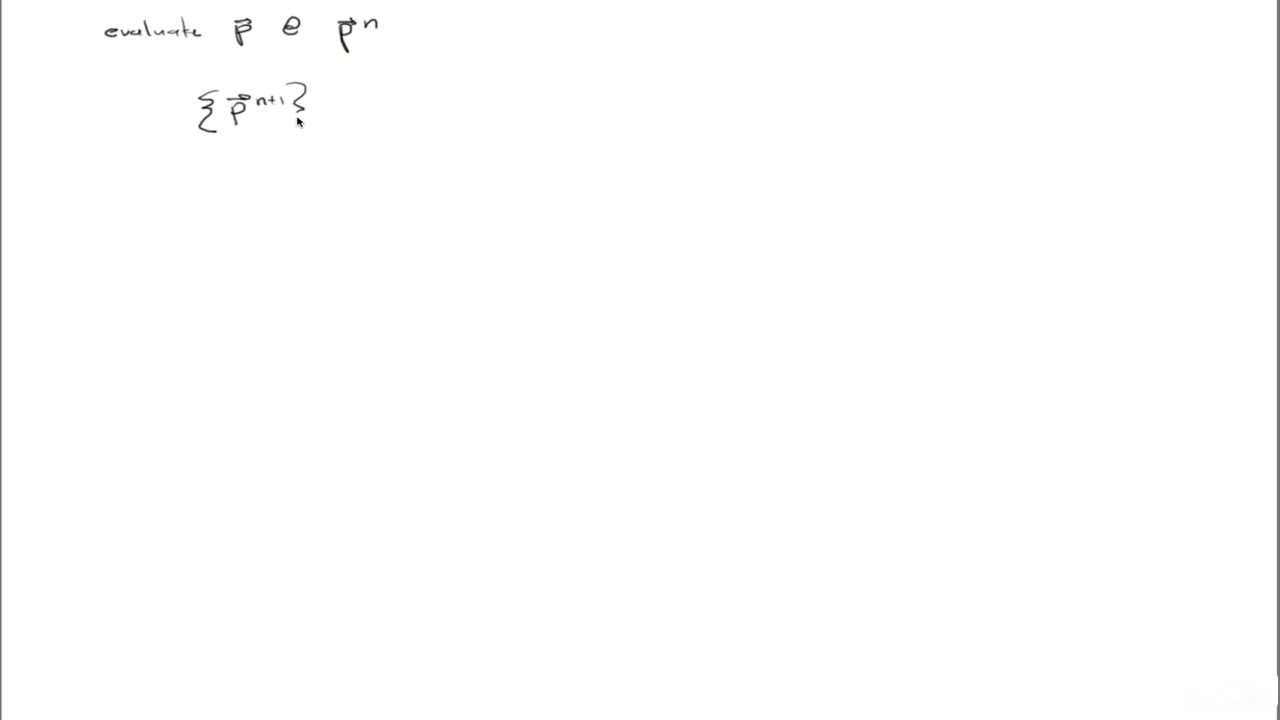 evaluate p⃗ @ p⃗ⁿ
{p⃗ⁿ⁺¹}